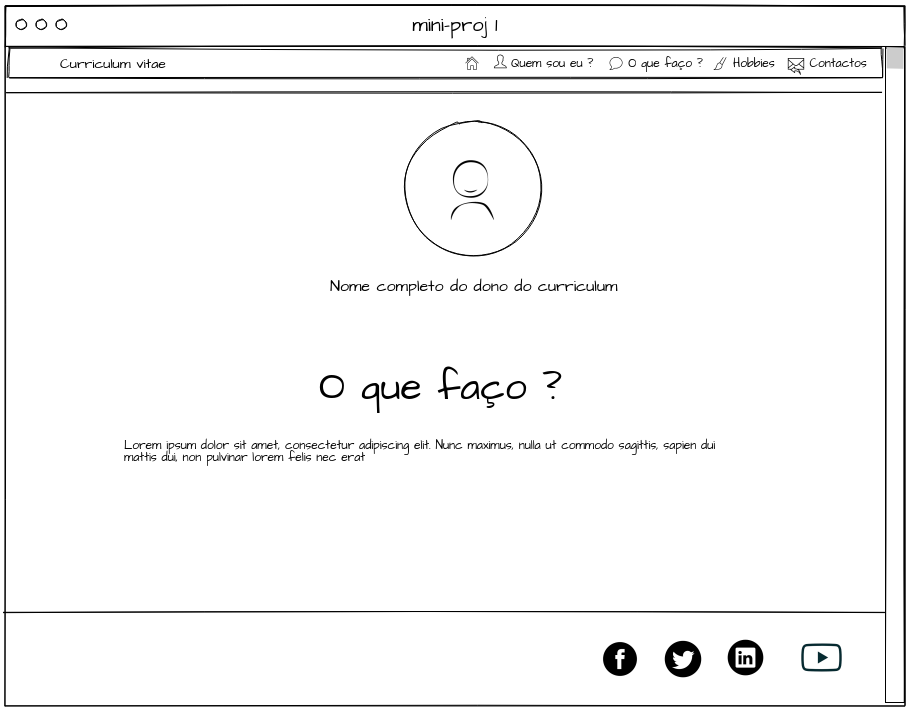 mini-proj 1
Curriculum vitae
Quem sou eu ?
O que faço ?
Hobbies
Contactos
Nome completo do dono do curriculum
O que faço ?
Lorem ipsum dolor sit amet, consectetur adipiscing elit. Nunc maximus, nulla ut commodo sagittis, sapien dui
mattis dui, non pulvinar lorem felis nec erat